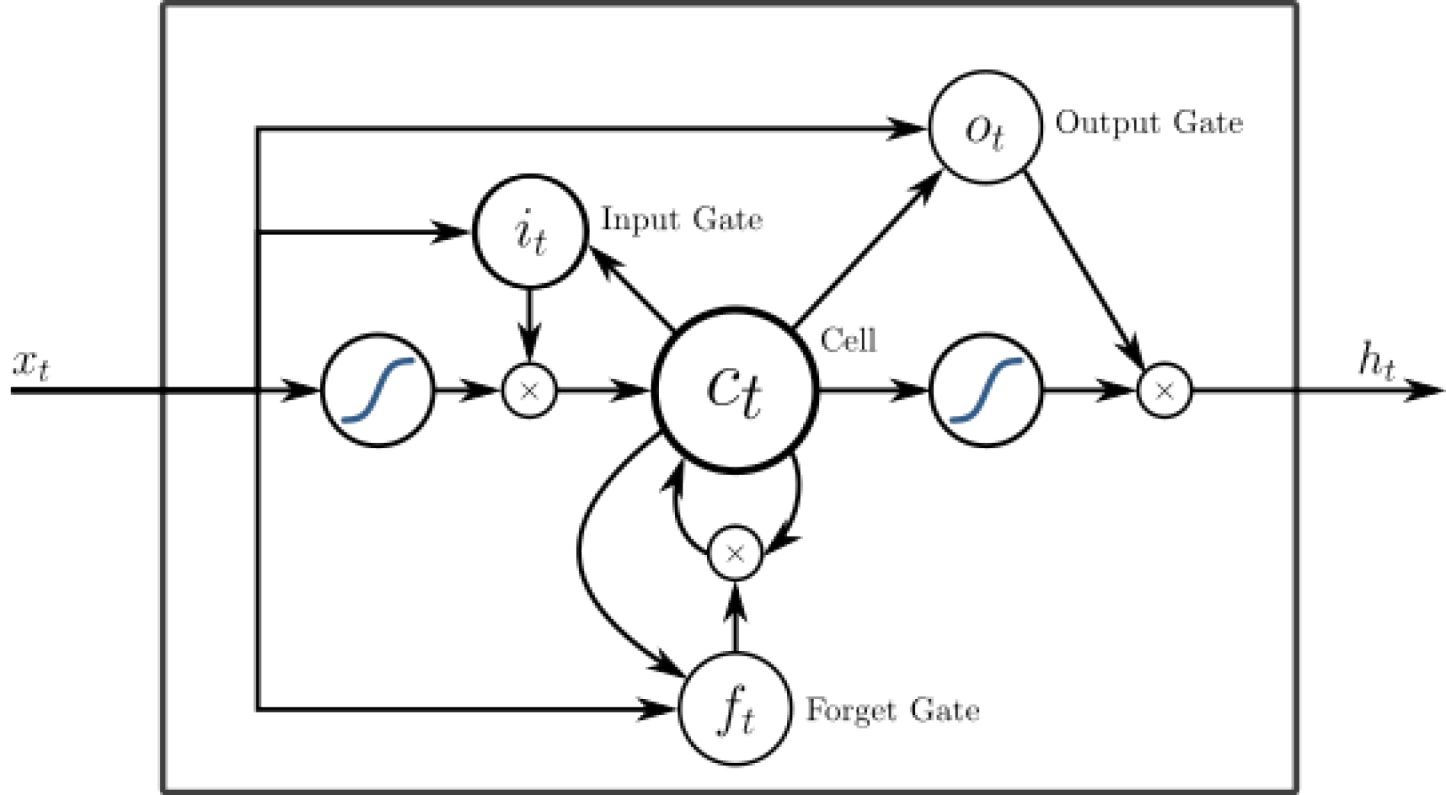 o_t Output Gate
i_t Input Gate
x_t
×
c_t
Cell
×
h_t
×
f_t Forget Gate